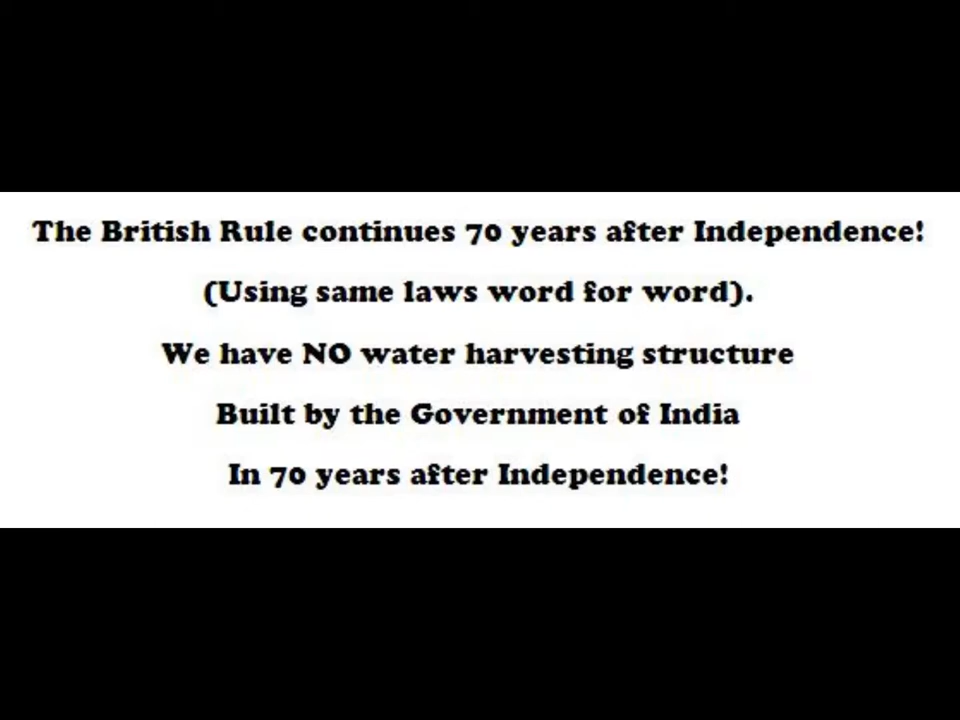 The British Rule continues 70 years after Independence!
(Using same laws word for word).
We have NO water harvesting structure
Built by the Government of India
In 70 years after Independence!